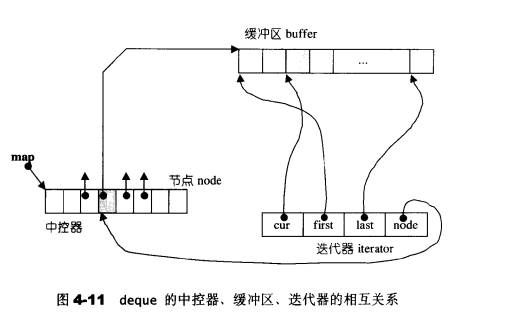 缓冲区 buffer
...
map
节点 node
中控器
cur first last node
迭代器 iterator
图 4-11 deque 的中控器、缓冲区、迭代器的相互关系